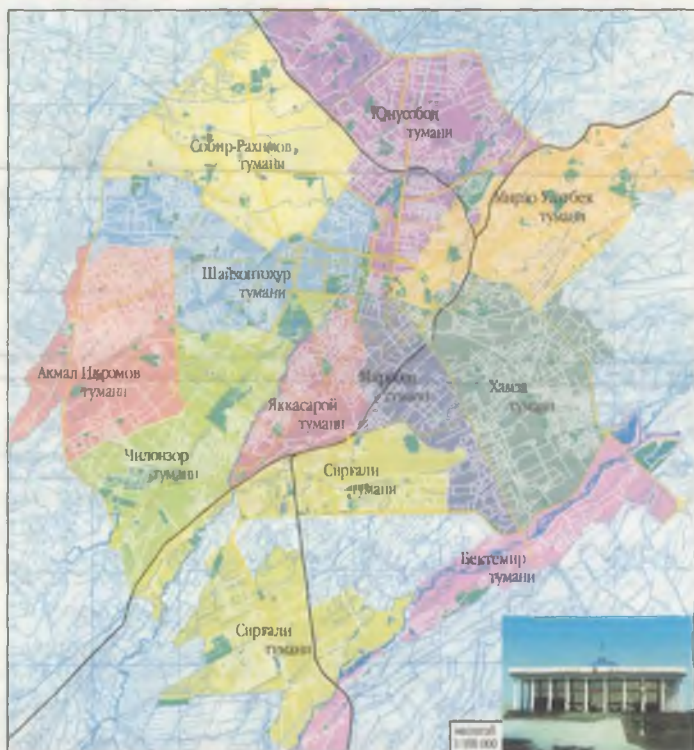 Юнусобод
тумани
Собир-Рахимов
тумани
Мирзо Улуғбек
тумани
Шайхонтоҳур
тумани
Акмал Икромов
тумани
Яккасарой
тумани
Ҳамза
тумани
Чилонзор
тумани
Сирғали
тумани
Бектемир
тумани
Сирғали
тумани